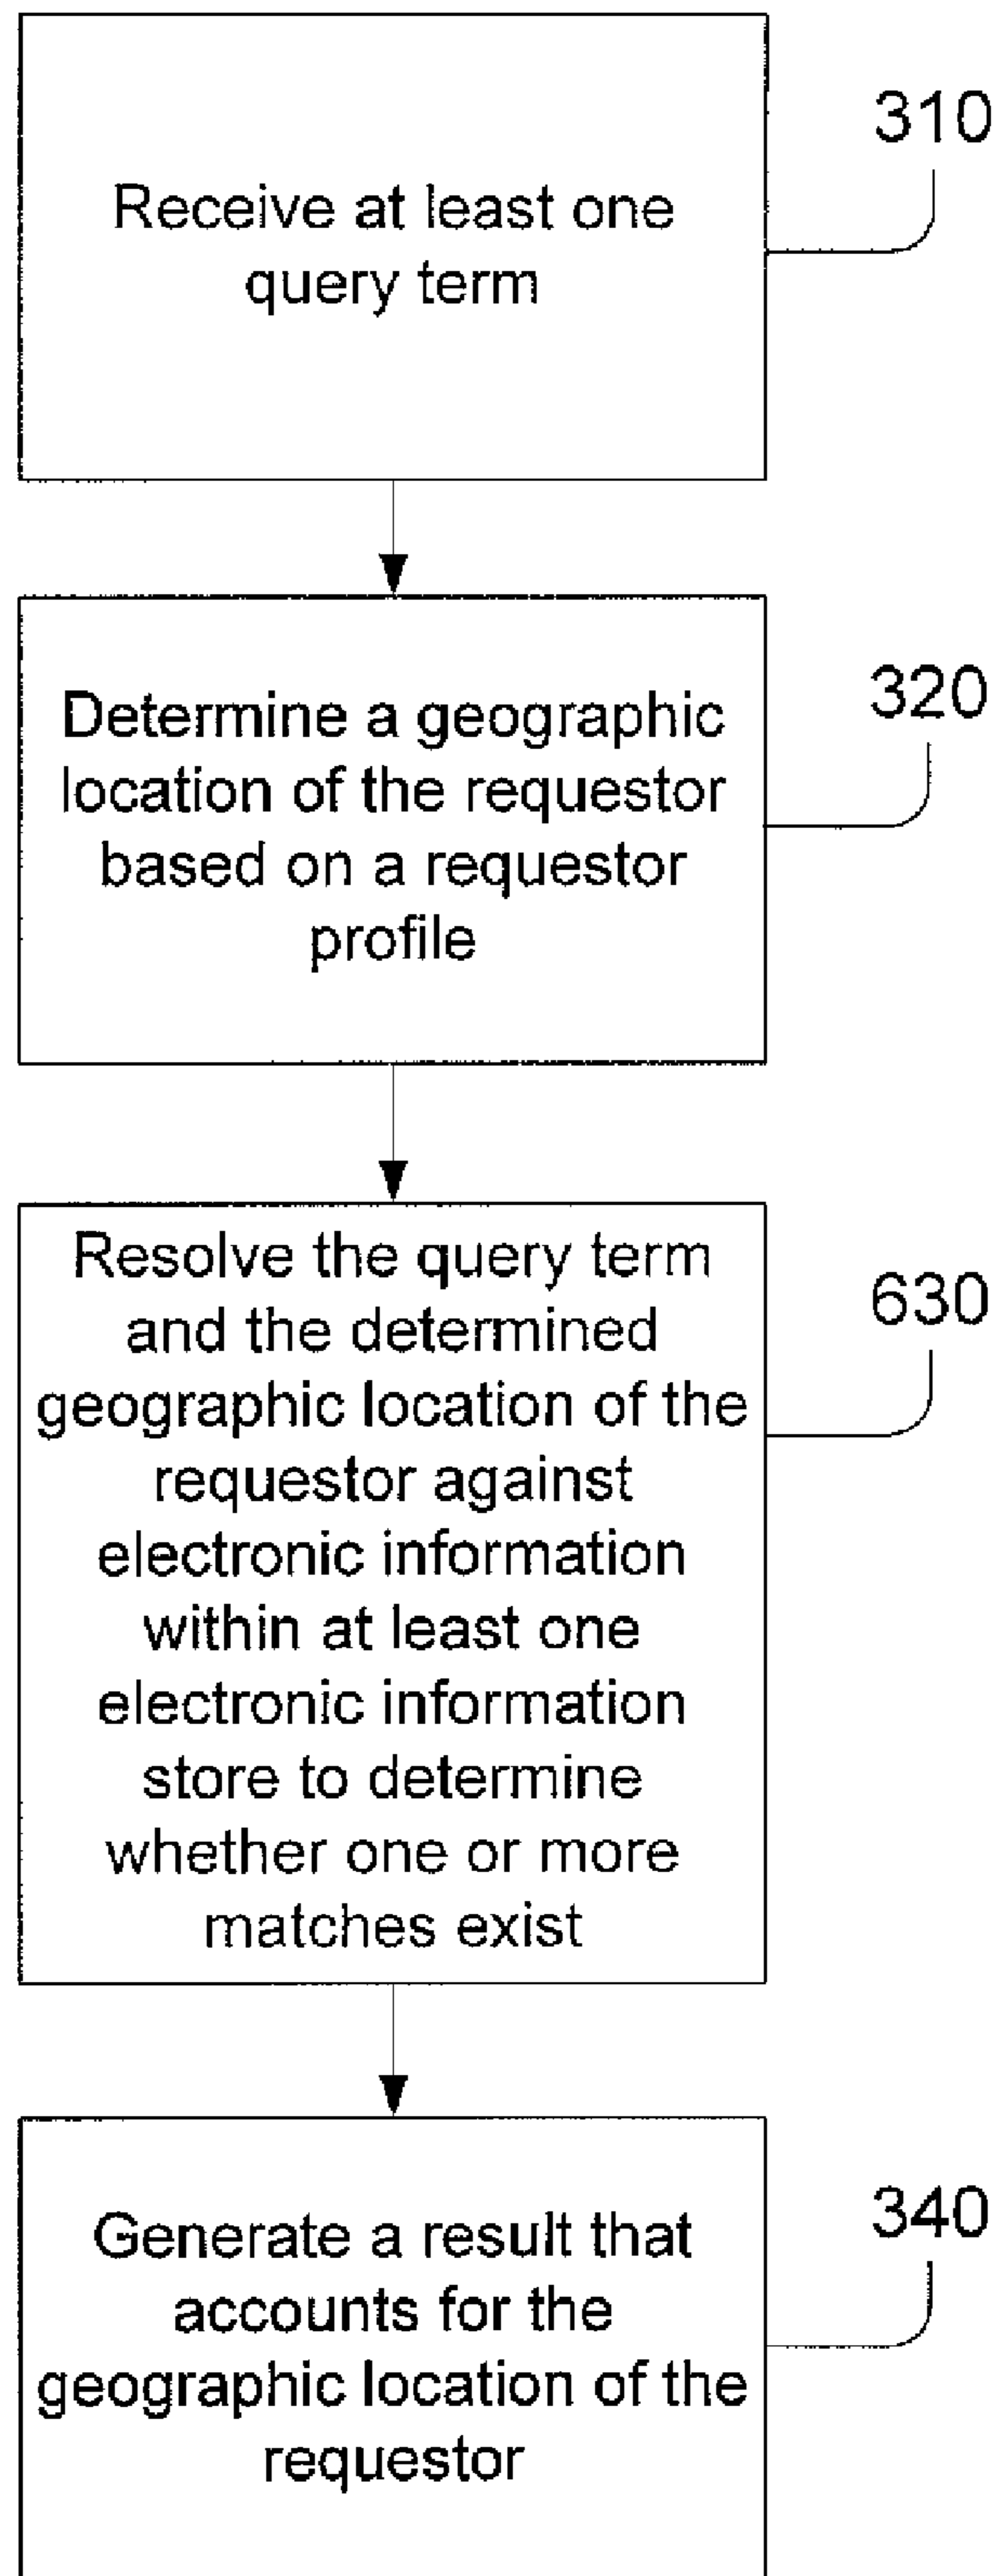 310
Receive at least one
query term
320
Determine a geographic
location of the requestor
based on a requestor
profile
630
Resolve the query term
and the determined
geographic location of the
requestor against
electronic information
within at least one
electronic information
store to determine
whether one or more
matches exist
340
Generate a result that
accounts for the
geographic location of the
requestor